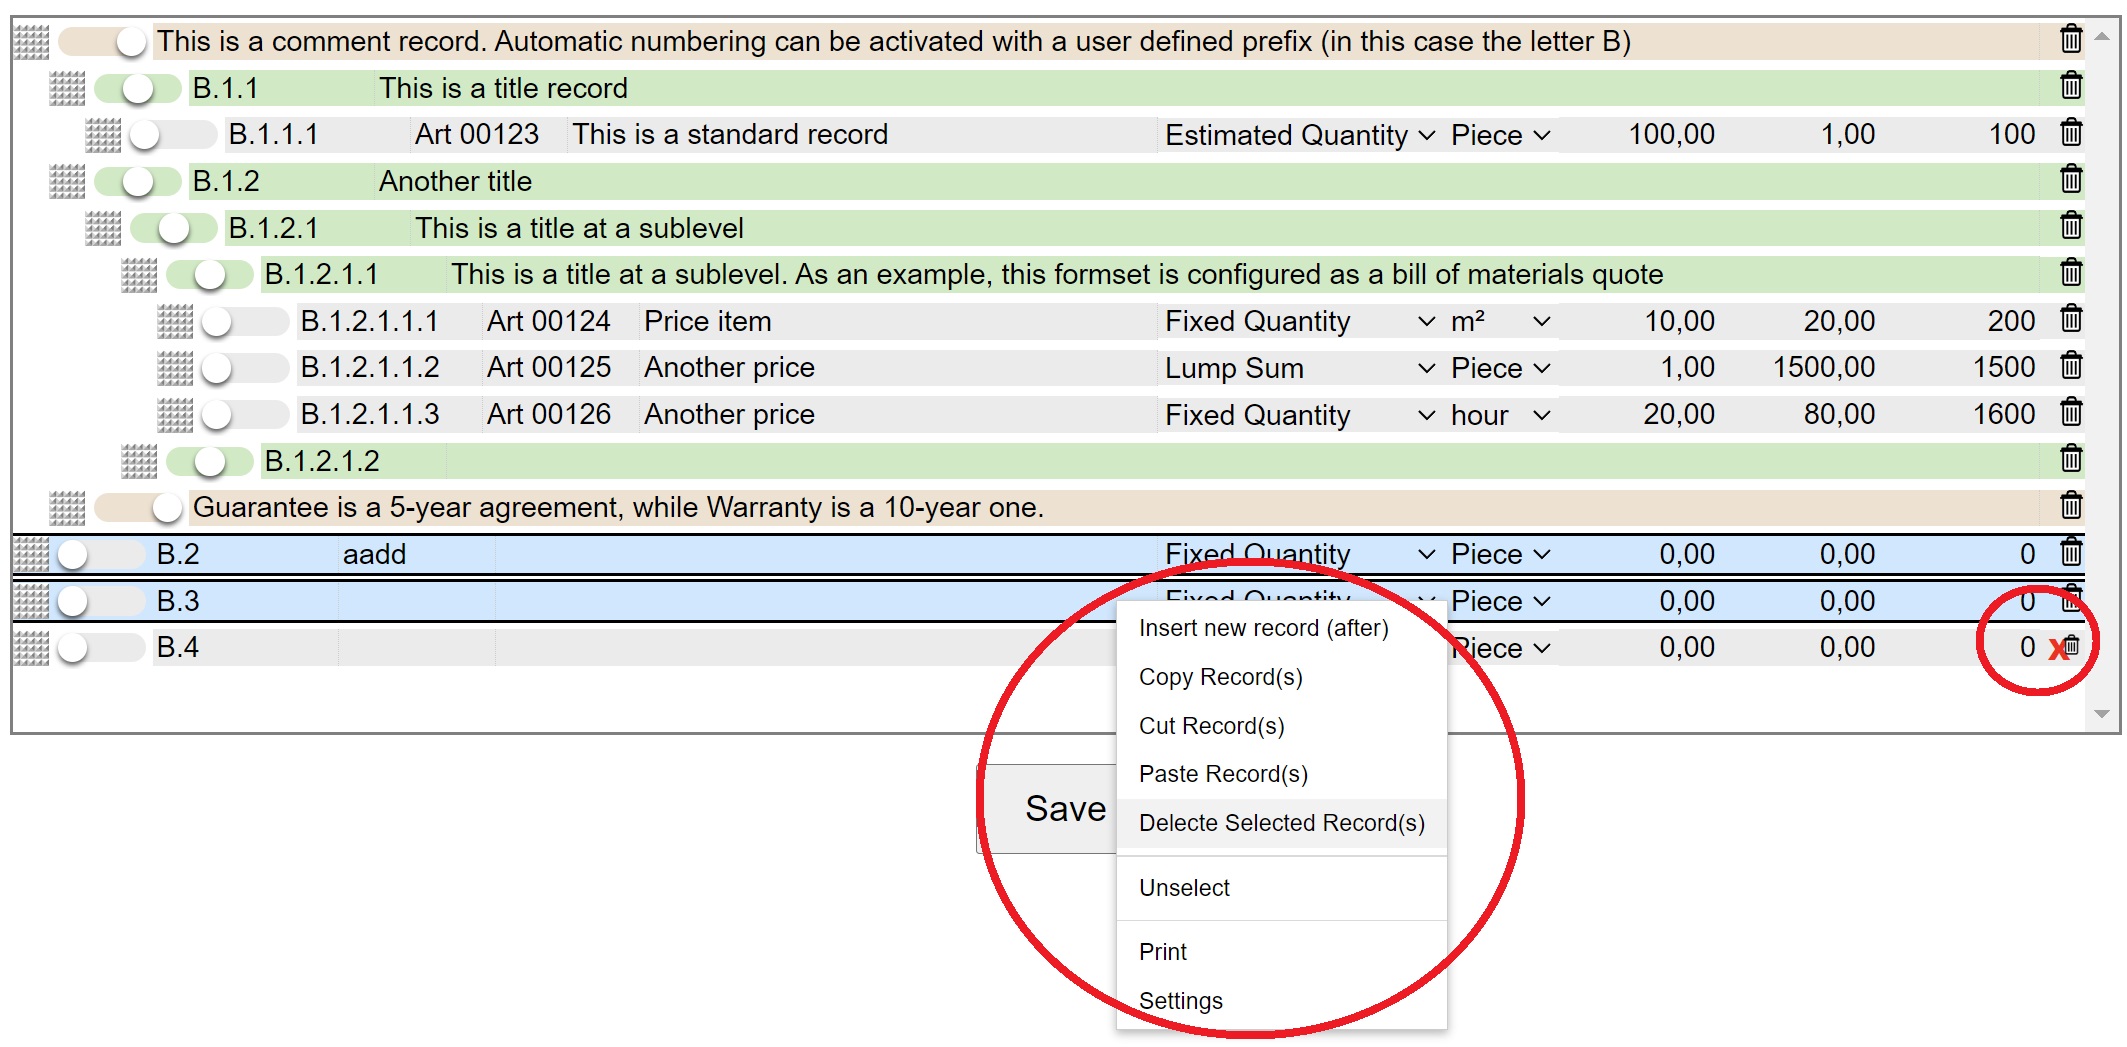 This is a comment record. Automatic numbering can be activated with a user defined prefix (in this case the letter B)
B.1.1 This is a title record
B.1.1.1 Art 00123 This is a standard record Estimated Quantity Piece 100,00 1,00 100
B.1.2 Another title
B.1.2.1 This is a title at a sublevel
B.1.2.1.1 This is a title at a sublevel. As an example, this formset is configured as a bill of materials quote
B.1.2.1.1.1 Art 00124 Price item Fixed Quantity m² 10,00 20,00 200
B.1.2.1.1.2 Art 00125 Another price Lump Sum Piece 1,00 1500,00 1500
B.1.2.1.1.3 Art 00126 Another price Fixed Quantity hour 20,00 80,00 1600
B.1.2.1.2
Guarantee is a 5-year agreement, while Warranty is a 10-year one.
B.2 aadd Fixed Quantity Piece 0,00 0,00 0
B.3 Fixed Quantity Piece 0,00 0,00 0
B.4 Piece 0,00 0,00 0 x
Insert new record (after)
Copy Record(s)
Cut Record(s)
Paste Record(s)
Save
Delecte Selected Record(s)
Unselect
Print
Settings